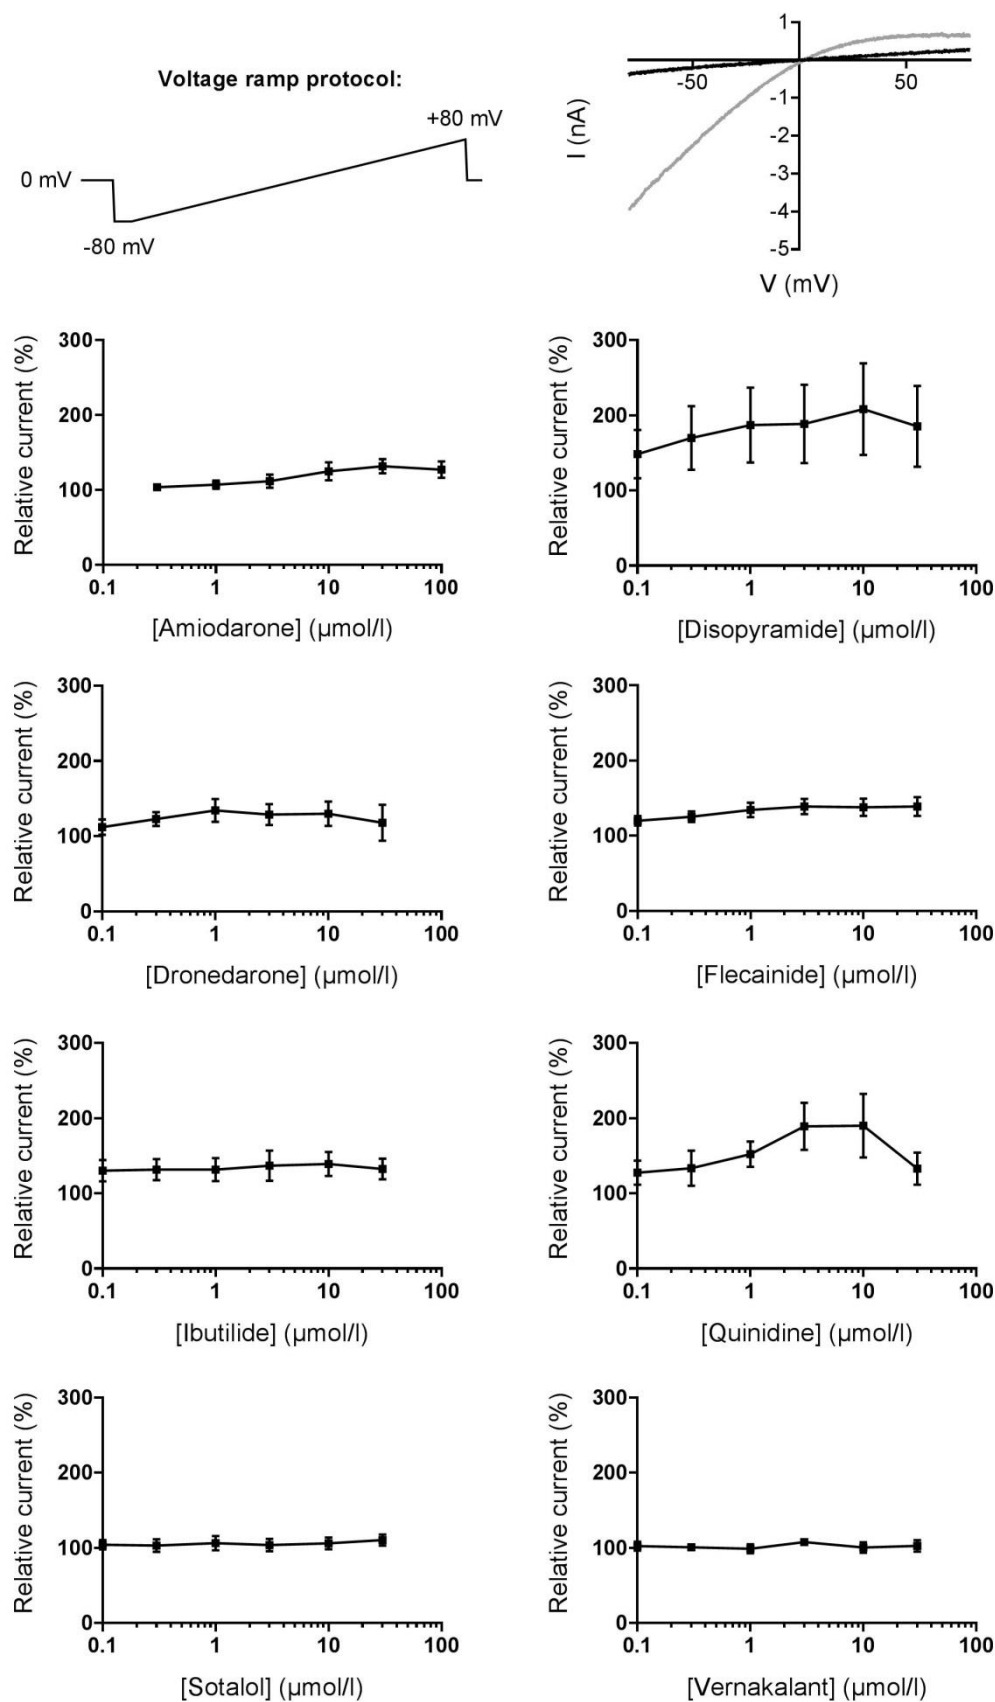 Voltage ramp protocol:
+80 mV
0 mV
-80 mV
1
-50
50
-1
-2
-3
-4
-5
I (nA)
V (mV)
Relative current (%)
300
200
100
0
0.1 1 10 100
[Amiodarone] (µmol/l)
Relative current (%)
300
200
100
0
0.1 1 10 100
[Disopyramide] (µmol/l)
Relative current (%)
300
200
100
0
0.1 1 10 100
[Dronedarone] (µmol/l)
Relative current (%)
300
200
100
0
0.1 1 10 100
[Flecainide] (µmol/l)
Relative current (%)
300
200
100
0
0.1 1 10 100
[Ibutilide] (µmol/l)
Relative current (%)
300
200
100
0
0.1 1 10 100
[Quinidine] (µmol/l)
Relative current (%)
300
200
100
0
0.1 1 10 100
[Sotalol] (µmol/l)
Relative current (%)
300
200
100
0
0.1 1 10 100
[Vernakalant] (µmol/l)